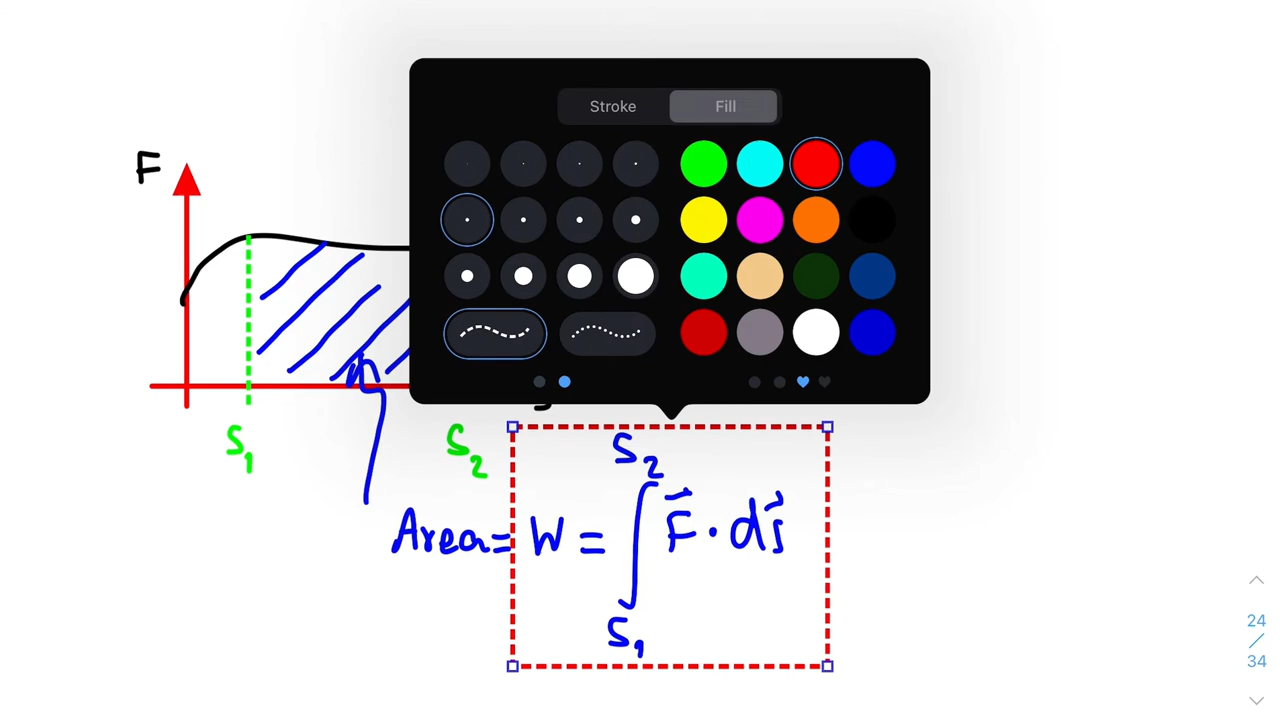 Stroke Fill
F
S1 S2
Area = W = ∫ F⃗ · ds⃗
S2
S1
24
/
34